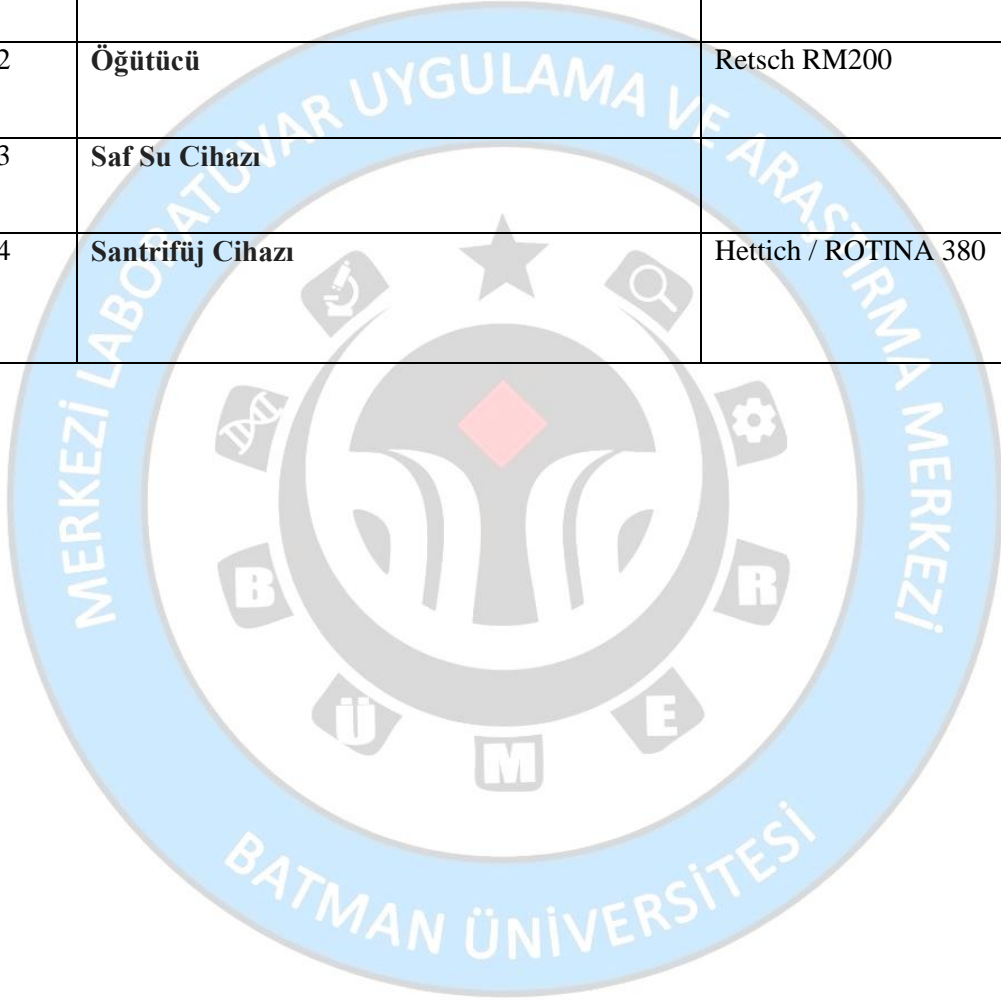 2 Öğütücü Retsch RM200
3 Saf Su Cihazı
4 Santrifüj Cihazı Hettich / ROTINA 380
MERKEZİ LABORATUVAR UYGULAMA VE ARAŞTIRMA MERKEZİ
B Ü M E R
BATMAN ÜNİVERSİTESİ